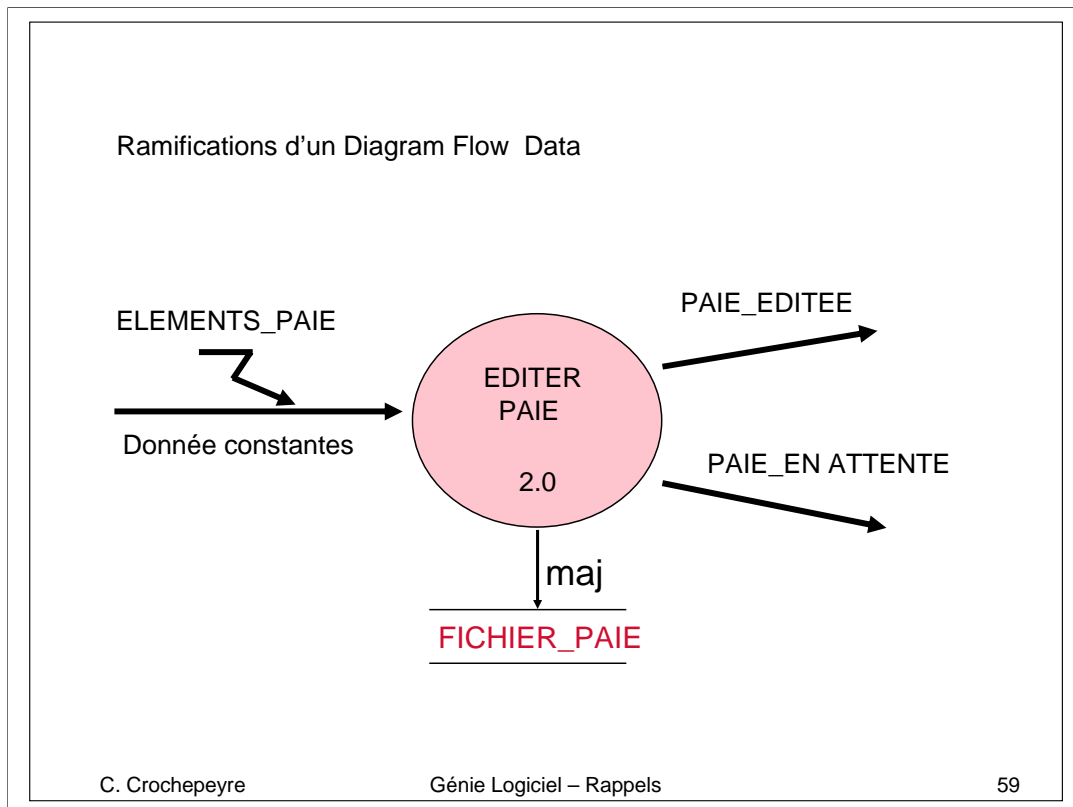 Ramifications d'un Diagram Flow Data
ELEMENTS_PAIE
Donnée constantes
EDITER
PAIE
2.0
PAIE_EDITEE
PAIE_EN ATTENTE
maj
FICHIER_PAIE
C. Crochepeyre
Génie Logiciel – Rappels
59